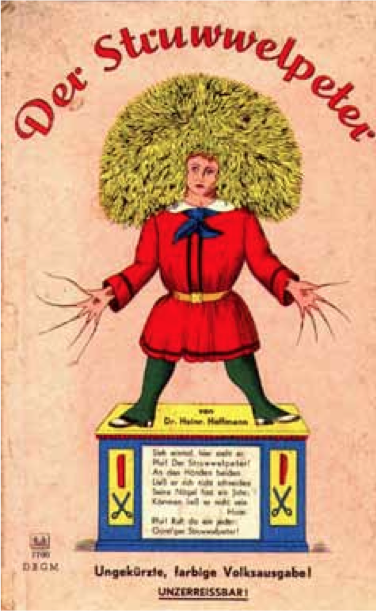 Der Struwwelpeter
von
Dr. Heinr. Hoffmann
Sieh einmal, hier steht er,
Pfui! Der Struwwelpeter!
An den Händen beiden
Ließ er sich nicht schneiden
Seine Nägel fast ein Jahr;
Kämmen ließ er nicht sein
Haar.
Pfui! Ruft da ein jeder:
Garst'ger Struwwelpeter!
1100
D.R.G.M.
Ungekürzte, farbige Volksausgabe!
UNZERREISSBAR!